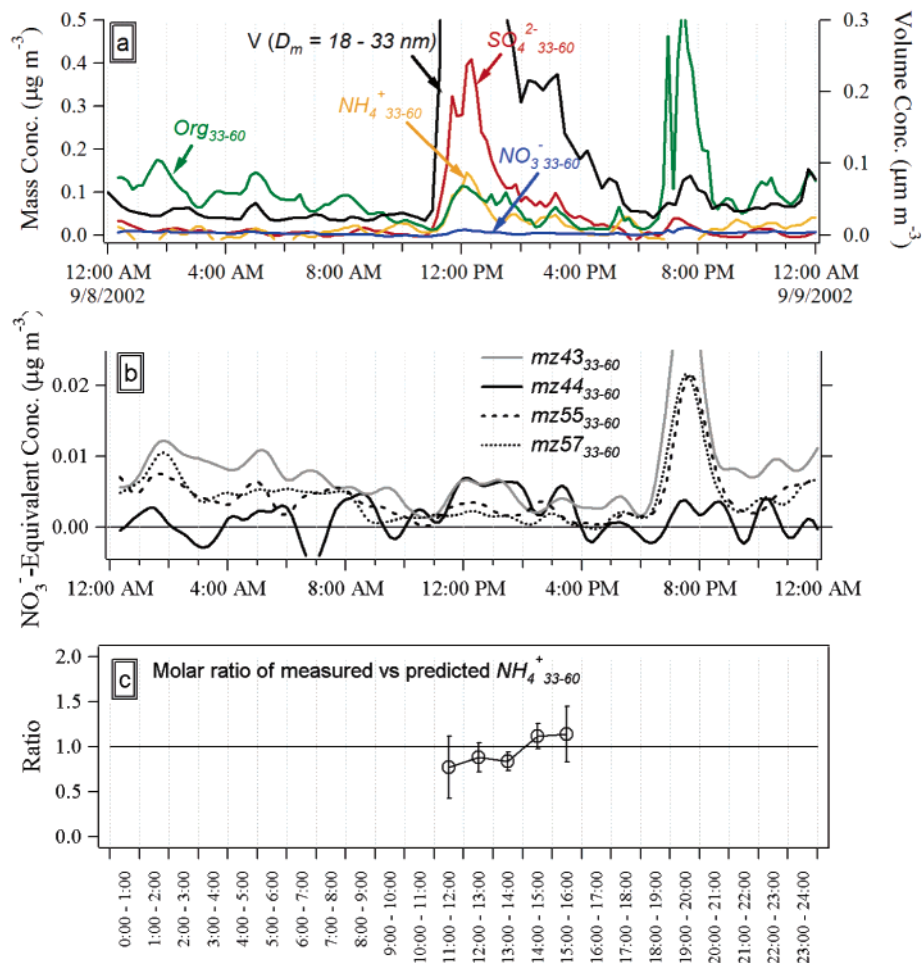 a
V (Dm = 18 - 33 nm)
SO4 2- 33-60
NH4 + 33-60
Org33-60
NO3 - 33-60
Mass Conc. (µg m-3)
0.5
0.4
0.3
0.2
0.1
0.0
Volume Conc. (µm m-3)
0.3
0.2
0.1
0.0
12:00 AM 4:00 AM 8:00 AM 12:00 PM 4:00 PM 8:00 PM 12:00 AM
9/8/2002 9/9/2002
b
mz4333-60
mz4433-60
mz5533-60
mz5733-60
NO3- -Equivalent Conc. (µg m-3)
0.02
0.01
0.00
12:00 AM 4:00 AM 8:00 AM 12:00 PM 4:00 PM 8:00 PM 12:00 AM
c Molar ratio of measured vs predicted NH4 + 33-60
Ratio
2.0
1.5
1.0
0.5
0.0
0:00 - 1:00
1:00 - 2:00
2:00 - 3:00
3:00 - 4:00
4:00 - 5:00
5:00 - 6:00
6:00 - 7:00
7:00 - 8:00
8:00 - 9:00
9:00 - 10:00
10:00 - 11:00
11:00 - 12:00
12:00 - 13:00
13:00 - 14:00
14:00 - 15:00
15:00 - 16:00
16:00 - 17:00
17:00 - 18:00
18:00 - 19:00
19:00 - 20:00
20:00 - 21:00
21:00 - 22:00
22:00 - 23:00
23:00 - 24:00